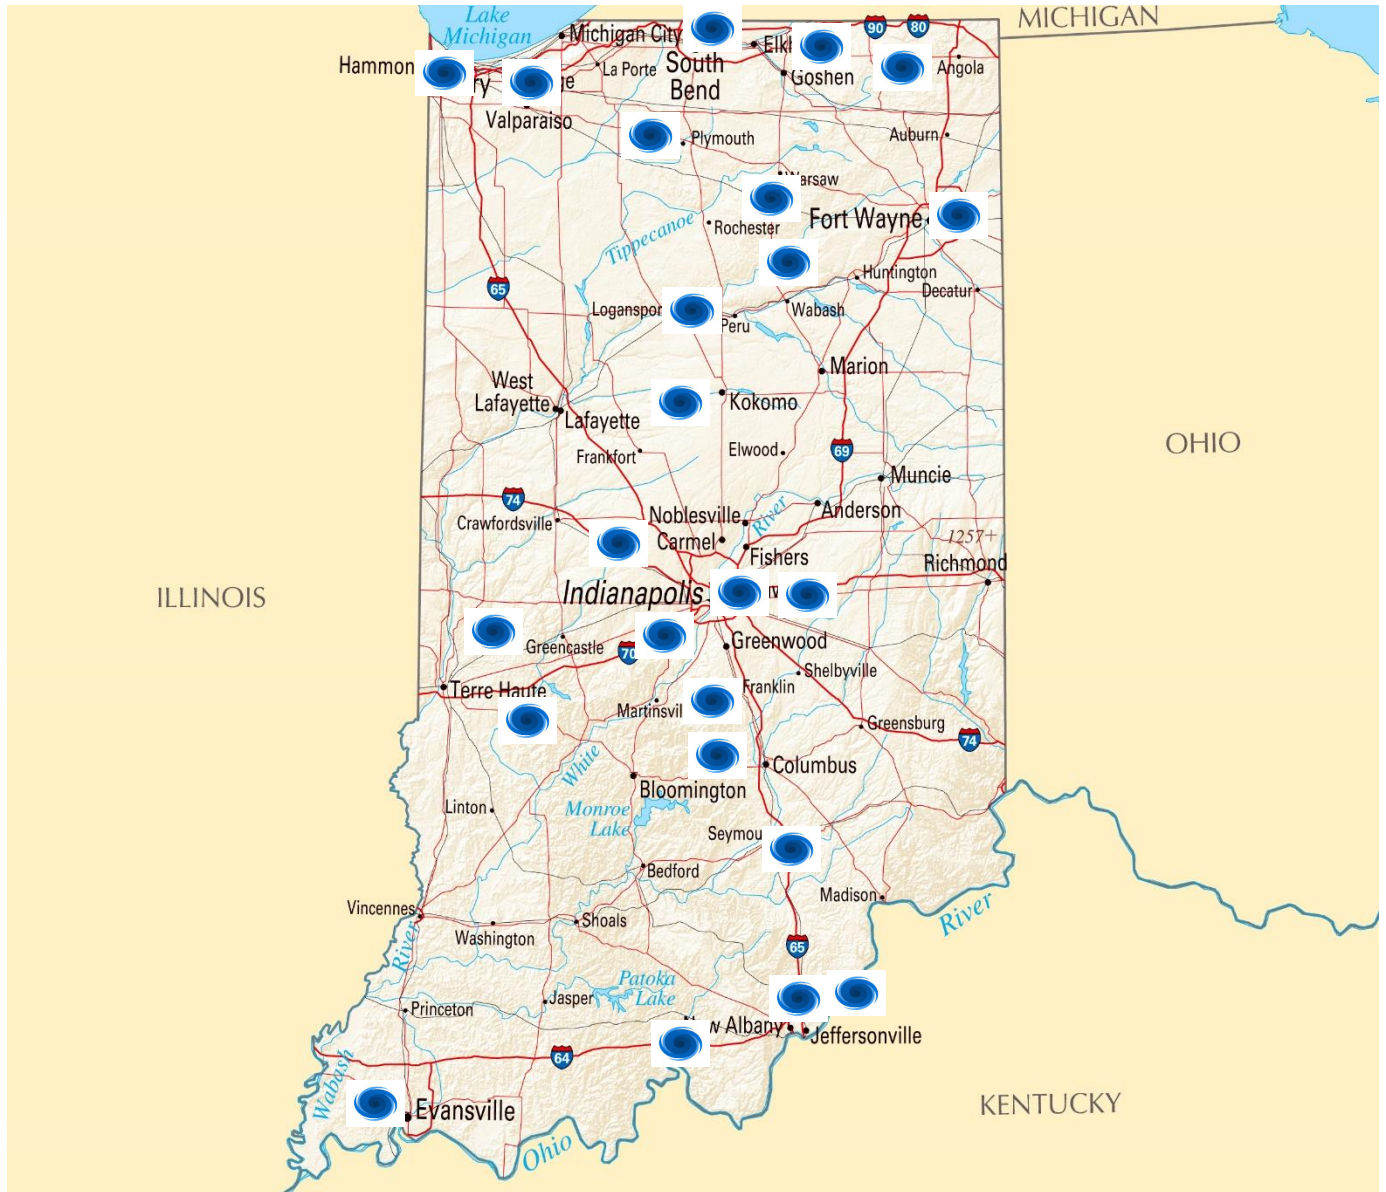 Lake
Michigan
MICHIGAN
Michigan City
90
80
Hammon
La Porte
South
Bend
Goshen
Angola
Valparaiso
Plymouth
Auburn
Warsaw
Fort Wayne
Rochester
Tippecanoe
Huntington
Decatur
65
Logansport
Peru
Wabash
Marion
West
Lafayette
Lafayette
Kokomo
OHIO
Frankfort
Elwood
69
Muncie
74
Crawfordsville
Noblesville
River
Anderson
Carmel
Fishers
1257+
Richmond
ILLINOIS
Indianapolis
Greencastle
70
Greenwood
Shelbyville
Terre Haute
Franklin
Martinsvil
Greensburg
74
White
Columbus
Bloomington
Linton
Monroe
Lake
Seymou
Bedford
Madison
Vincennes
Washington
Shoals
River
River
65
Patoka
Lake
Jasper
Princeton
New Albany
Jeffersonville
64
Wabash
Evansville
KENTUCKY
Ohio